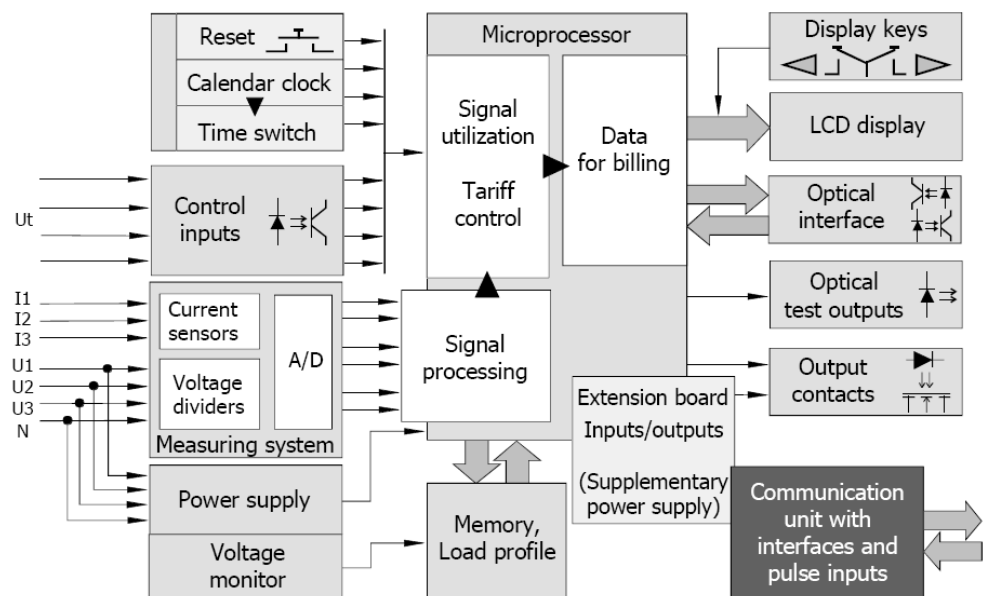 Reset
Calendar clock
Time switch
Ut
Control
inputs
I1
I2
I3
U1
U2
U3
N
Current
sensors
Voltage
dividers
A/D
Measuring system
Power supply
Voltage
monitor
Microprocessor
Signal
utilization
Tariff
control
Data
for billing
Signal
processing
Memory,
Load profile
Extension board
Inputs/outputs
(Supplementary
power supply)
Display keys
LCD display
Optical
interface
Optical
test outputs
Output
contacts
Communication
unit with
interfaces and
pulse inputs